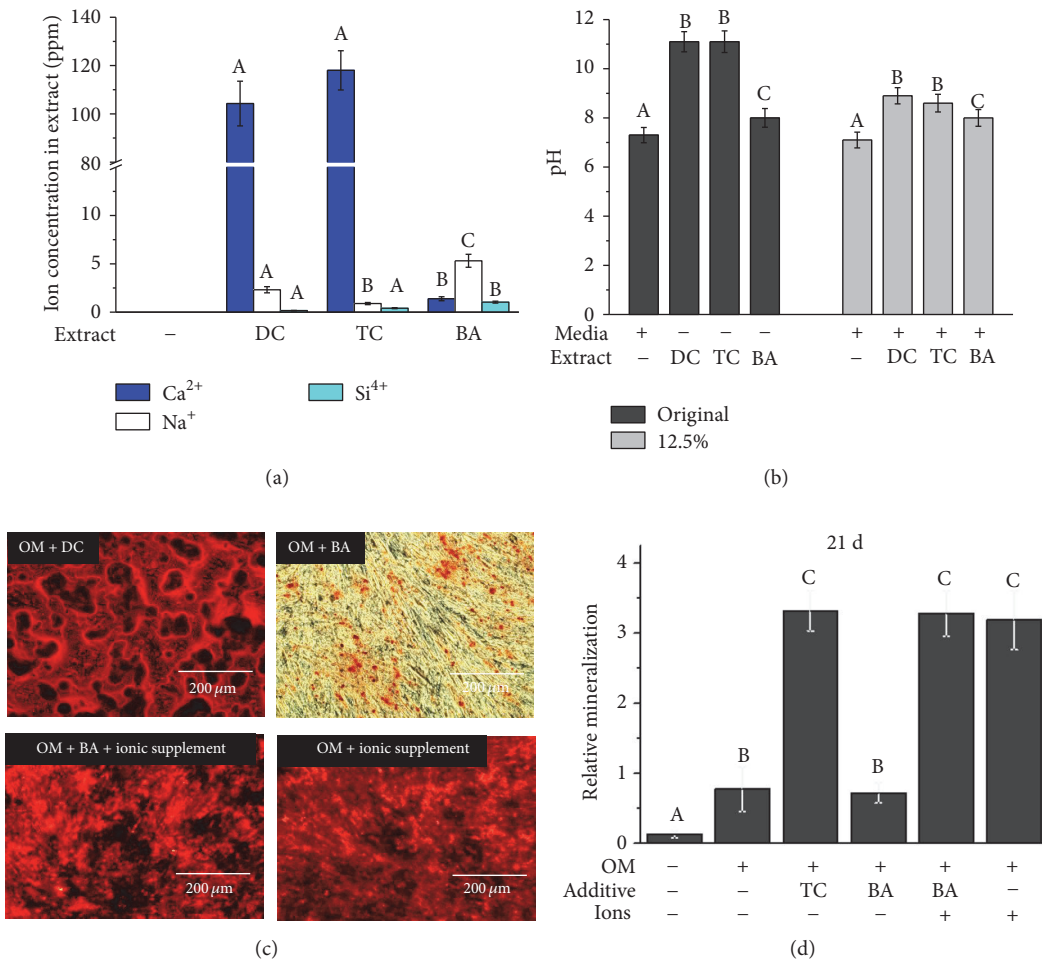 Ion concentration in extract (ppm)
140
120
100
80
15
10
5
0
A
A
A
A
B
A
B
C
B
Extract – DC TC BA
Ca²⁺
Na⁺
Si⁴⁺
(a)
pH
12
10
8
6
4
2
0
A
B
B
C
A
B
B
C
Media + – – – + + + +
Extract – DC TC BA – DC TC BA
Original
12.5%
(b)
OM + DC
200 μm
OM + BA
200 μm
OM + BA + ionic supplement
200 μm
OM + ionic supplement
200 μm
(c)
21 d
Relative mineralization
4
3
2
1
0
A
B
C
B
C
C
OM – + + + + +
Additive – – TC BA BA –
Ions – – – – + +
(d)